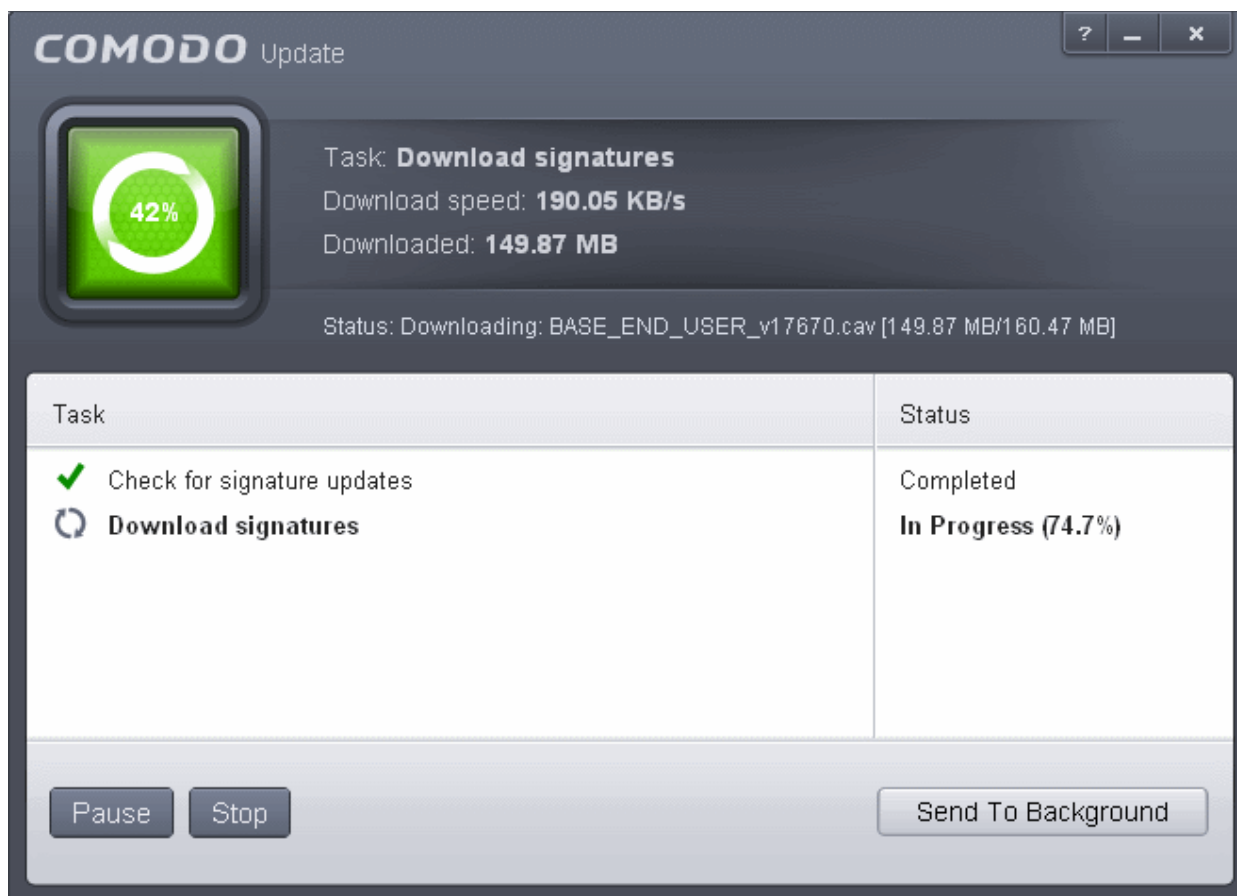 COMODO Update
? – ×
42%
Task: Download signatures
Download speed: 190.05 KB/s
Downloaded: 149.87 MB
Status: Downloading: BASE_END_USER_v17670.cav [149.87 MB/160.47 MB]
Task Status
Check for signature updates Completed
Download signatures In Progress (74.7%)
Pause Stop Send To Background